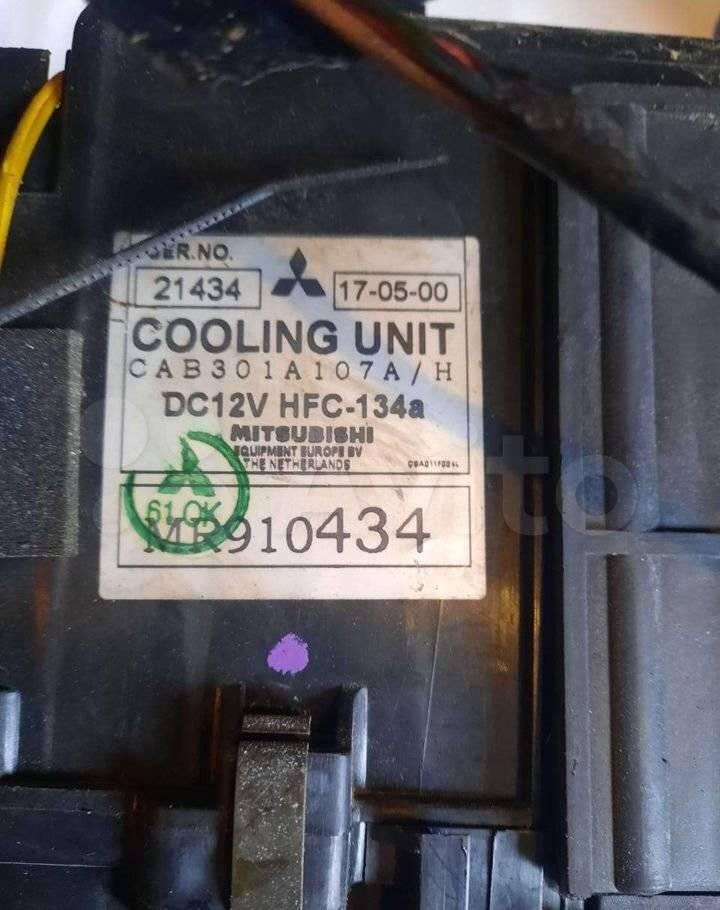 SER.NO.
21434
17-05-00
COOLING UNIT
CAB301A107A/H
DC12V HFC-134a
MITSUBISHI
EQUIPMENT EUROPE BV
THE NETHERLANDS
61 OK
MR910434